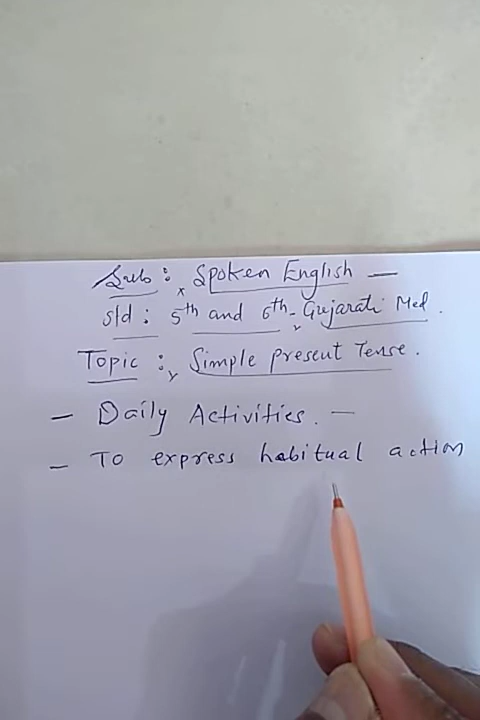 Sub : Spoken English —
Std : 5th and 6th - Gujarati Med.
Topic : Simple Present Tense.
- Daily Activities. -
- To express habitual action